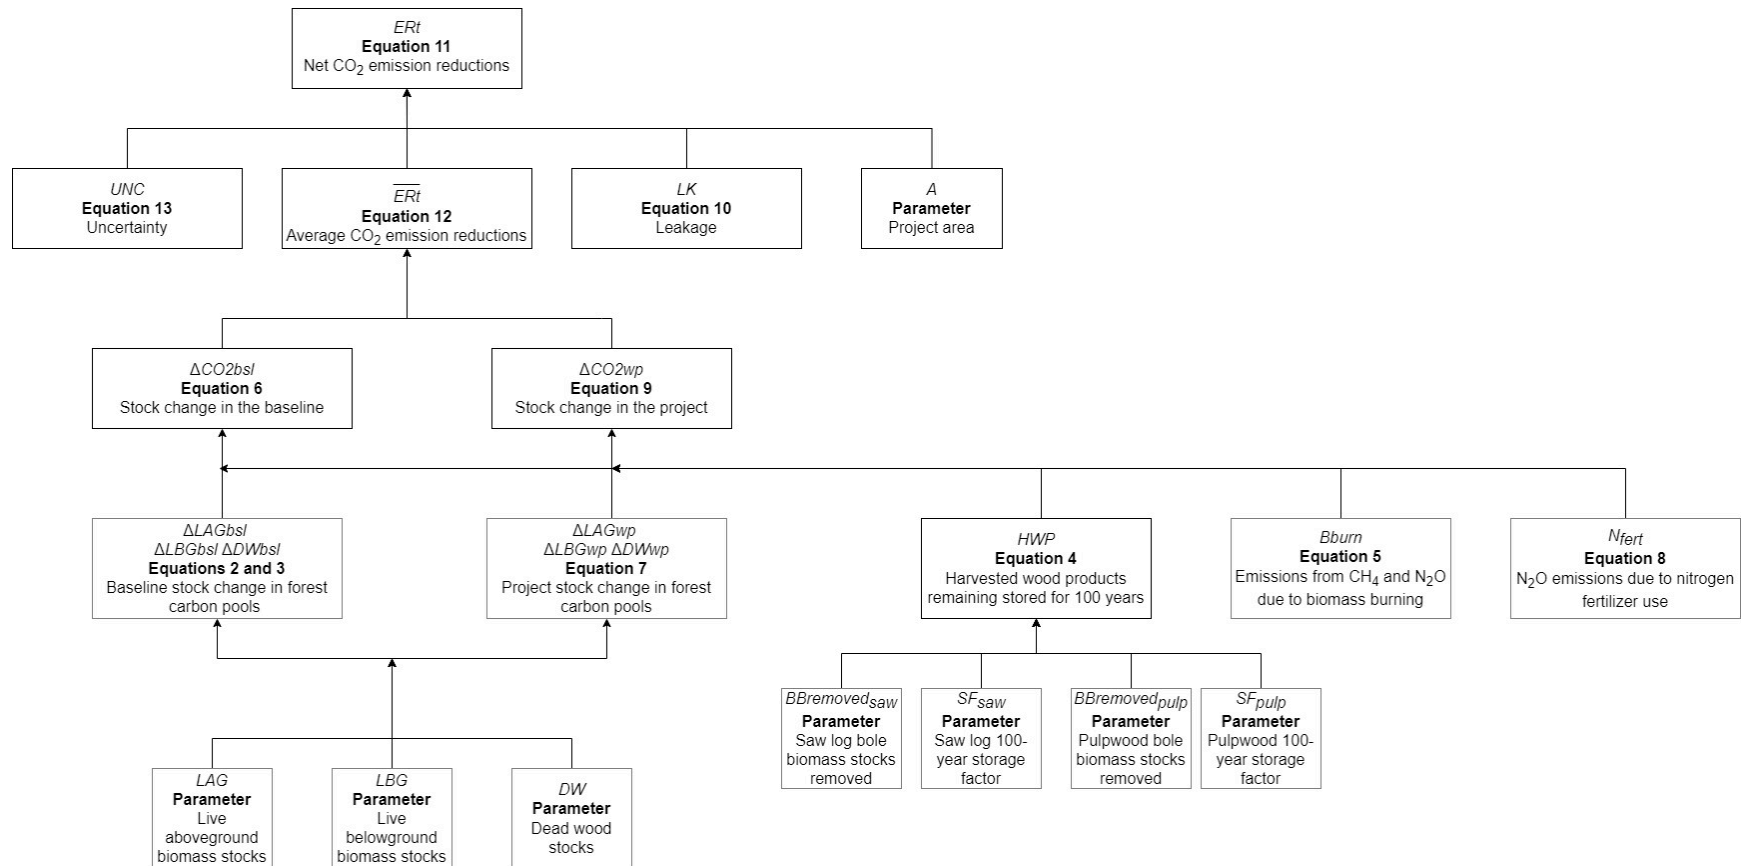 ERt
Equation 11
Net CO₂ emission reductions
UNC
Equation 13
Uncertainty
E̅R̅t̅
Equation 12
Average CO₂ emission reductions
LK
Equation 10
Leakage
A
Parameter
Project area
ΔCO2bsl
Equation 6
Stock change in the baseline
ΔCO2wp
Equation 9
Stock change in the project
ΔLAGbsl
ΔLBGbsl ΔDWbsl
Equations 2 and 3
Baseline stock change in forest
carbon pools
ΔLAGwp
ΔLBGwp ΔDWwp
Equation 7
Project stock change in forest
carbon pools
HWP
Equation 4
Harvested wood products
remaining stored for 100 years
Bburn
Equation 5
Emissions from CH₄ and N₂O
due to biomass burning
Nfert
Equation 8
N₂O emissions due to nitrogen
fertilizer use
BBremovedsaw
Parameter
Saw log bole
biomass stocks
removed
SFsaw
Parameter
Saw log 100-
year storage
factor
BBremovedpulp
Parameter
Pulpwood bole
biomass stocks
removed
SFpulp
Parameter
Pulpwood 100-
year storage
factor
LAG
Parameter
Live
aboveground
biomass stocks
LBG
Parameter
Live
belowground
biomass stocks
DW
Parameter
Dead wood
stocks